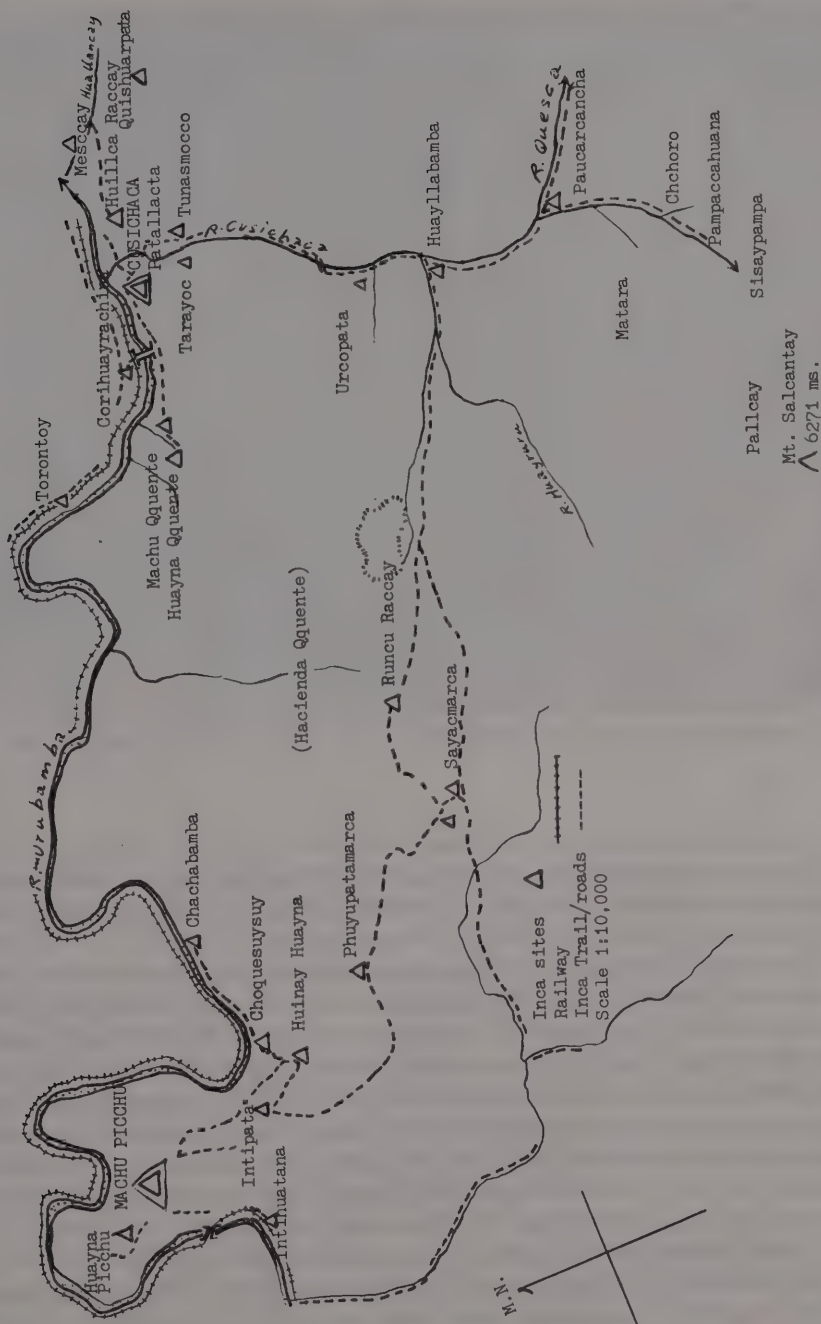 Huayna
Picchu
MACHU PICCHU
Intihuatana
Intipata
Choquesuysuy
Huinay Huayna
Chachabamba
Phuyupatamarca
R. Urubamba
(Hacienda Qquente)
Torontoy
Machu Qquente
Huayna Qquente
Corihuayrachina
Mesccay
Huallancay
Huillca Raccay
Quishuarpata
CUSICHACA
Patallacta
Tunasmocco
Tarayoc
R. Cusichaca
Runcu Raccay
Sayacmarca
Urcopata
Huayllabamba
R. Quesca
Paucarcancha
Matara
Chchoro
Pampaccahuana
Sisaypampa
Pallcay
Mt. Salcantay
6271 ms.
M.N.
Inca sites
Railway
Inca Trail/roads
Scale 1:10,000